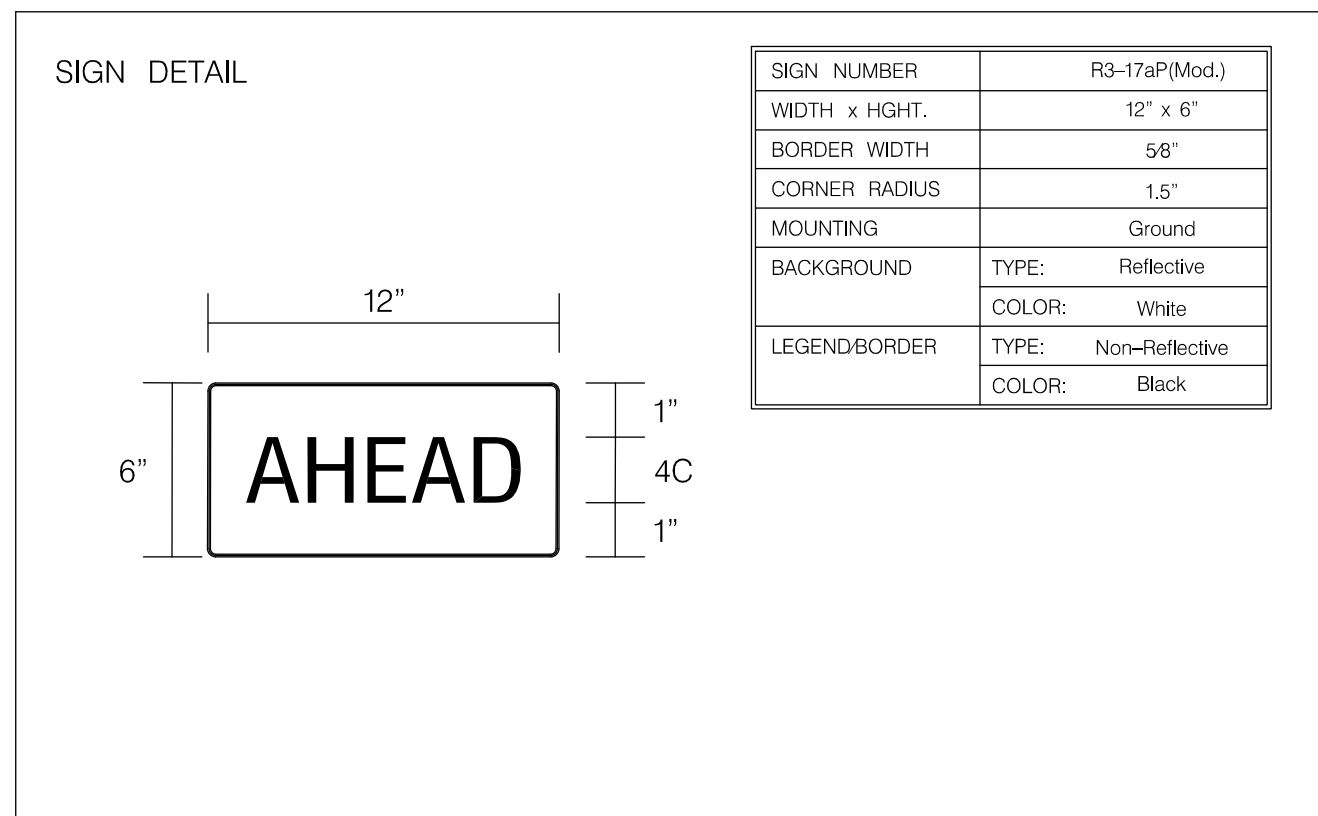 SIGN DETAIL
SIGN NUMBER R3–17aP(Mod.)
WIDTH x HGHT. 12" x 6"
BORDER WIDTH 5/8"
CORNER RADIUS 1.5"
MOUNTING Ground
BACKGROUND TYPE: Reflective
COLOR: White
LEGEND/BORDER TYPE: Non–Reflective
COLOR: Black
12"
6"
AHEAD
1"
4C
1"